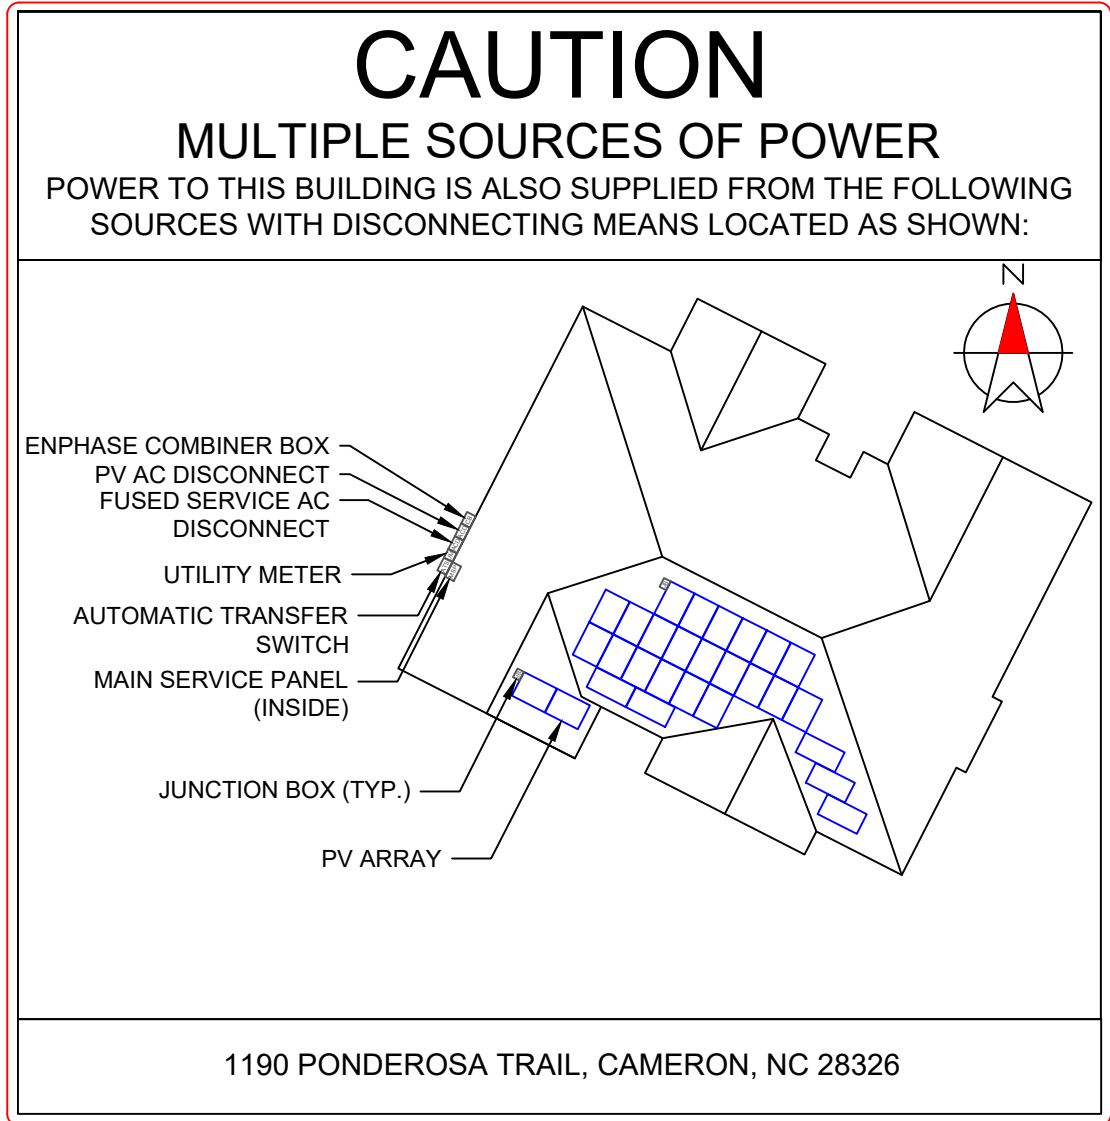 CAUTION
MULTIPLE SOURCES OF POWER
POWER TO THIS BUILDING IS ALSO SUPPLIED FROM THE FOLLOWING
SOURCES WITH DISCONNECTING MEANS LOCATED AS SHOWN:
N
ENPHASE COMBINER BOX
PV AC DISCONNECT
FUSED SERVICE AC
DISCONNECT
UTILITY METER
AUTOMATIC TRANSFER
SWITCH
MAIN SERVICE PANEL
(INSIDE)
JUNCTION BOX (TYP.)
PV ARRAY
1190 PONDEROSA TRAIL, CAMERON, NC 28326